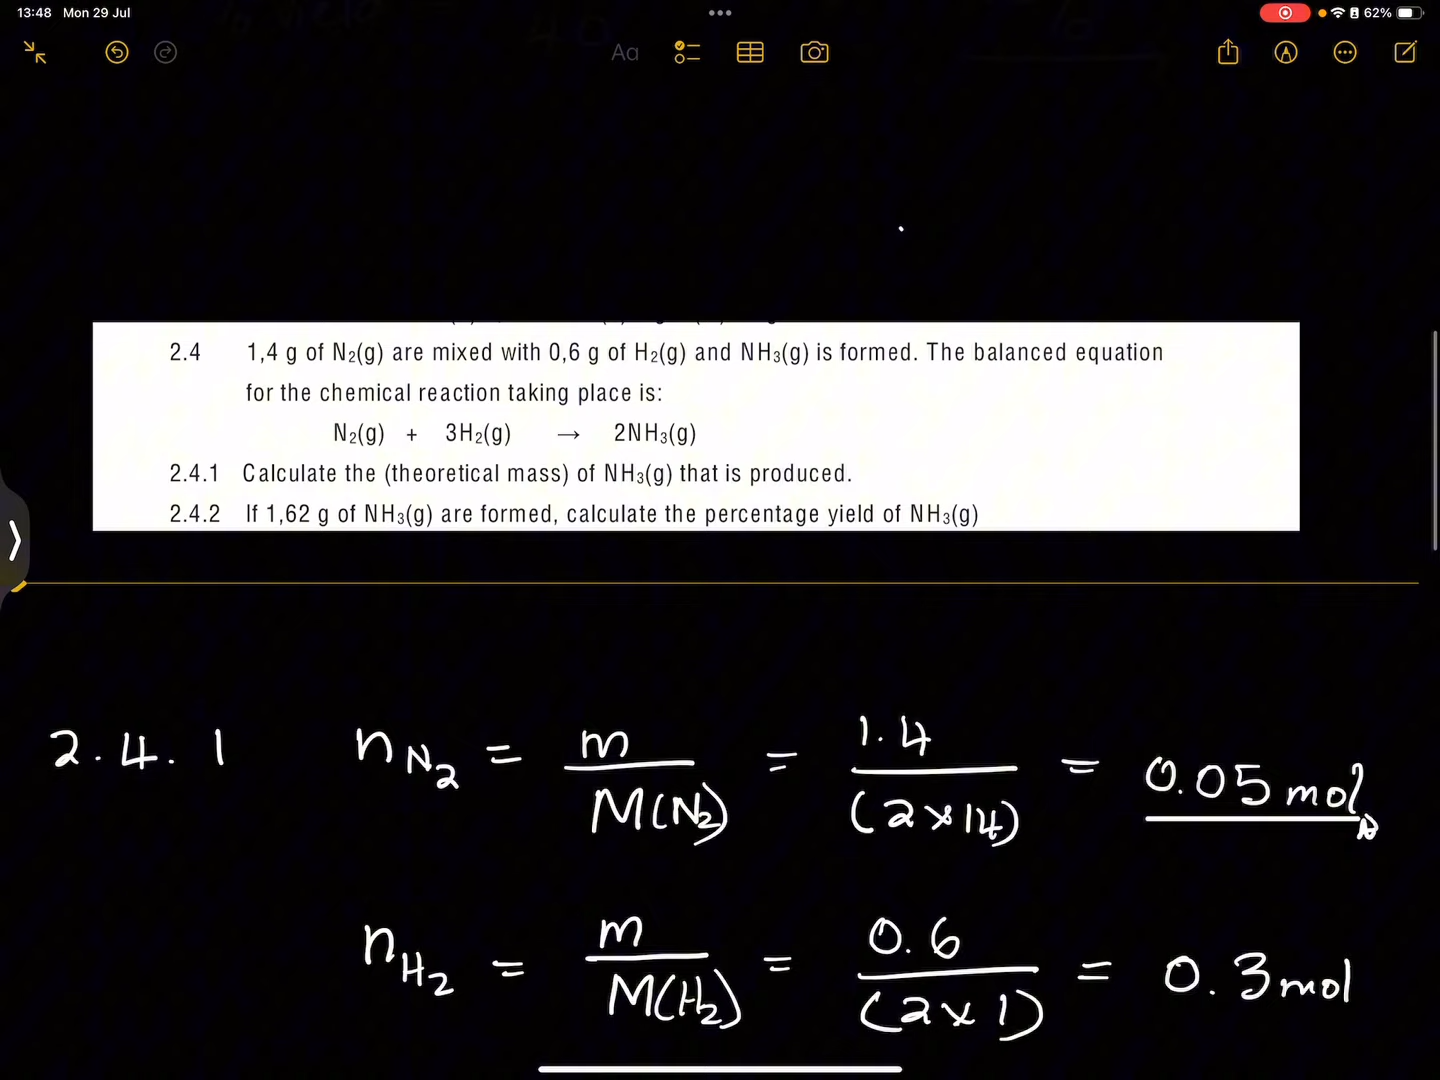 13:48 Mon 29 Jul
62%
Aa
2.4 1,4 g of N₂(g) are mixed with 0,6 g of H₂(g) and NH₃(g) is formed. The balanced equation
for the chemical reaction taking place is:
N₂(g) + 3H₂(g) → 2NH₃(g)
2.4.1 Calculate the (theoretical mass) of NH₃(g) that is produced.
2.4.2 If 1,62 g of NH₃(g) are formed, calculate the percentage yield of NH₃(g)
2.4.1 n N₂ = m / M(N₂) = 1.4 / (2×14) = 0.05 mol
n H₂ = m / M(H₂) = 0.6 / (2×1) = 0.3 mol